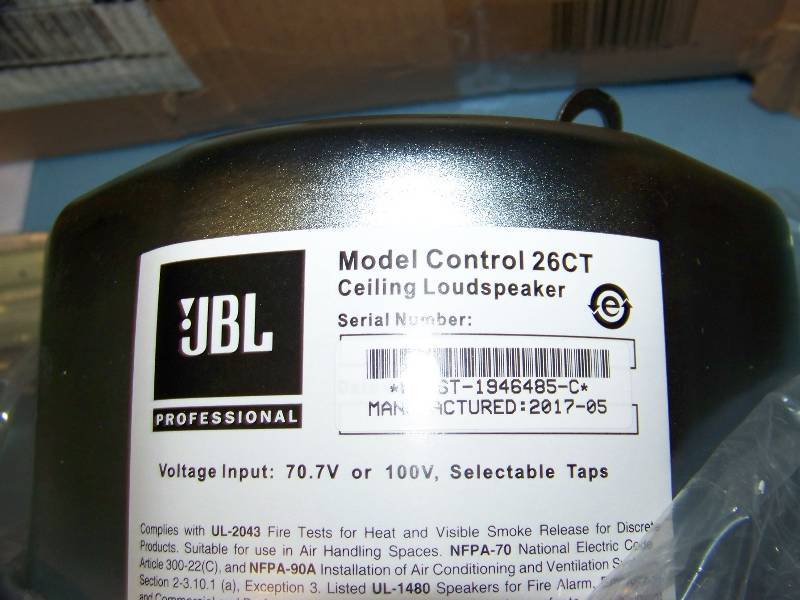 JBL
PROFESSIONAL
Model Control 26CT
Ceiling Loudspeaker
Serial Number:
ST-1946485-C*
MANUFACTURED:2017-05
Voltage Input: 70.7V or 100V, Selectable Taps
Complies with UL-2043 Fire Tests for Heat and Visible Smoke Release for Discrete
Products. Suitable for use in Air Handling Spaces. NFPA-70 National Electric Code
Article 300-22(C), and NFPA-90A Installation of Air Conditioning and Ventilation
Section 2-3.10.1 (a), Exception 3. Listed UL-1480 Speakers for Fire Alarm,